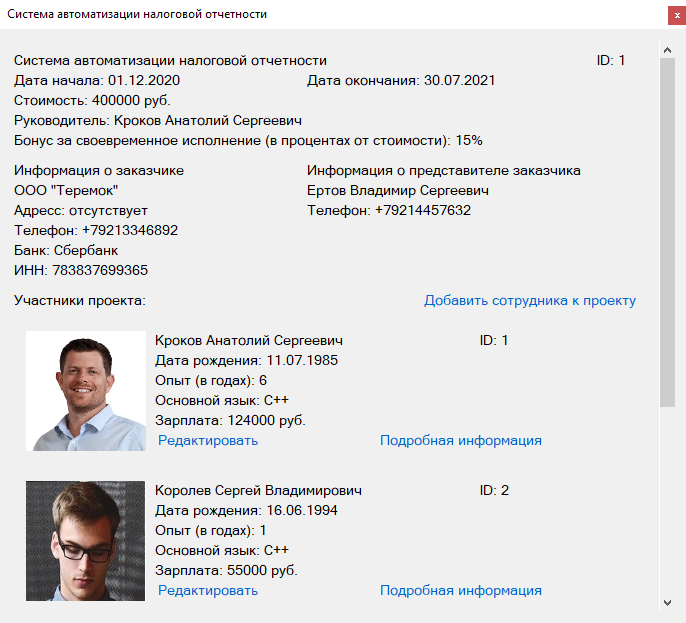 Система автоматизации налоговой отчетности
x
Система автоматизации налоговой отчетности ID: 1
Дата начала: 01.12.2020 Дата окончания: 30.07.2021
Стоимость: 400000 руб.
Руководитель: Кроков Анатолий Сергеевич
Бонус за своевременное исполнение (в процентах от стоимости): 15%
Информация о заказчике Информация о представителе заказчика
ООО "Теремок" Ертов Владимир Сергеевич
Адресс: отсутствует Телефон: +79214457632
Телефон: +79213346892
Банк: Сбербанк
ИНН: 783837699365
Участники проекта: Добавить сотрудника к проекту
Кроков Анатолий Сергеевич ID: 1
Дата рождения: 11.07.1985
Опыт (в годах): 6
Основной язык: C++
Зарплата: 124000 руб.
Редактировать Подробная информация
Королев Сергей Владимирович ID: 2
Дата рождения: 16.06.1994
Опыт (в годах): 1
Основной язык: C++
Зарплата: 55000 руб.
Редактировать Подробная информация